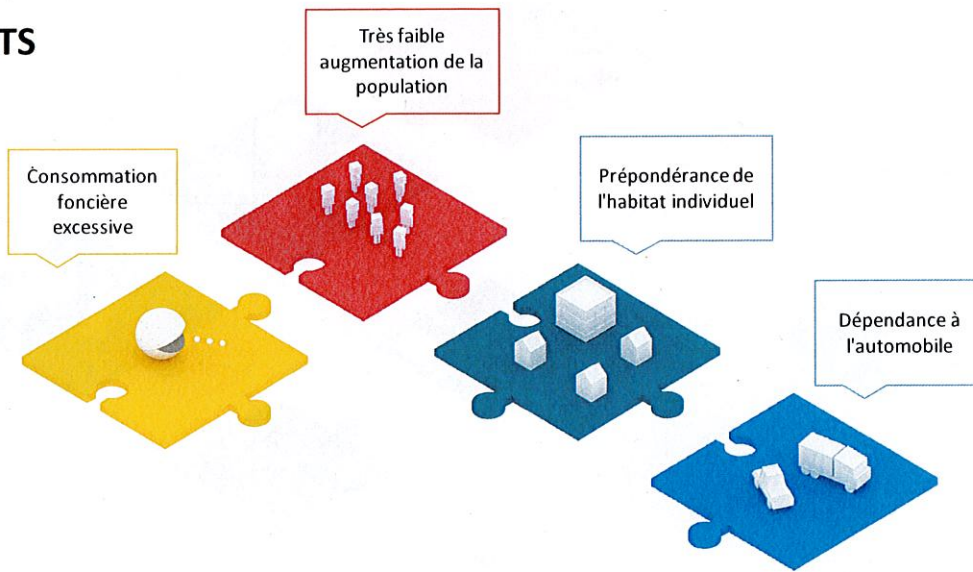 TS
Très faible
augmentation de la
population
Consommation
foncière
excessive
Prépondérance de
l'habitat individuel
Dépendance à
l'automobile